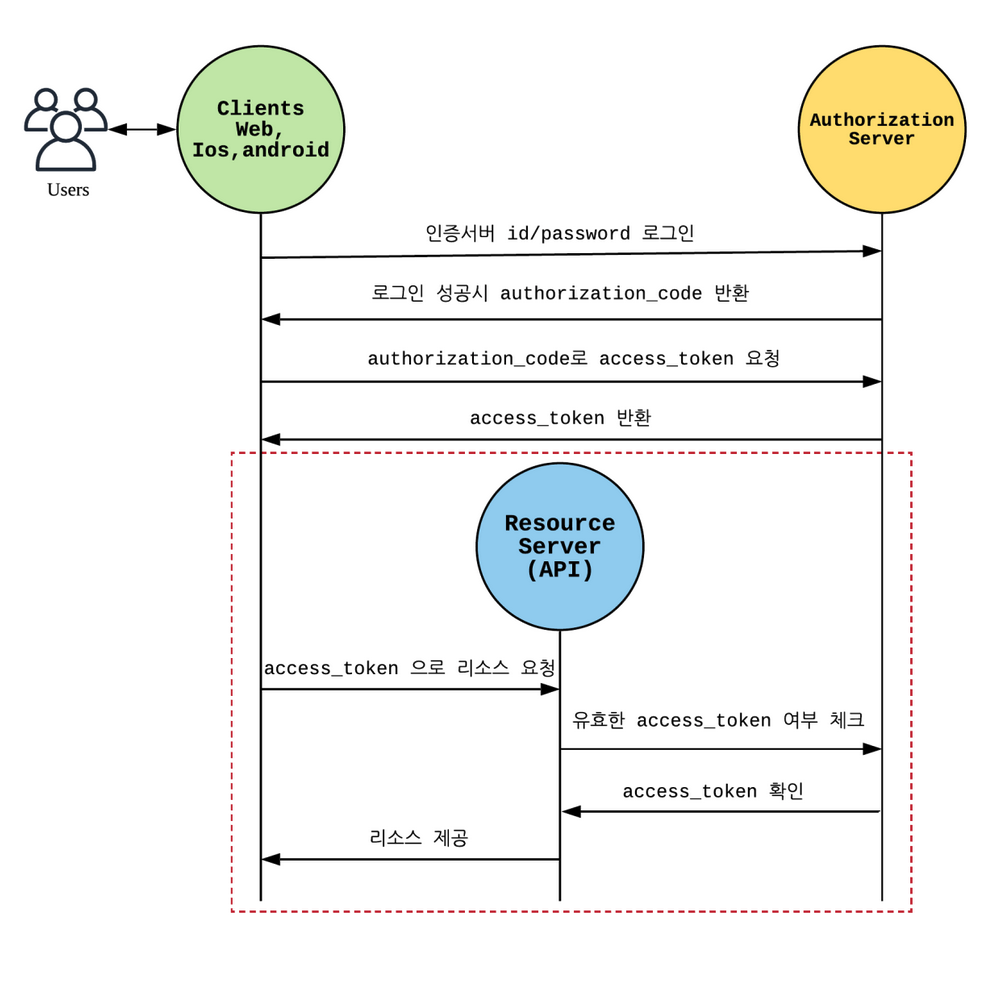 Clients
Web,
Ios,android
Authorization
Server
Users
인증서버 id/password 로그인
로그인 성공시 authorization_code 반환
authorization_code로 access_token 요청
access_token 반환
Resource
Server
(API)
access_token 으로 리소스 요청
유효한 access_token 여부 체크
access_token 확인
리소스 제공